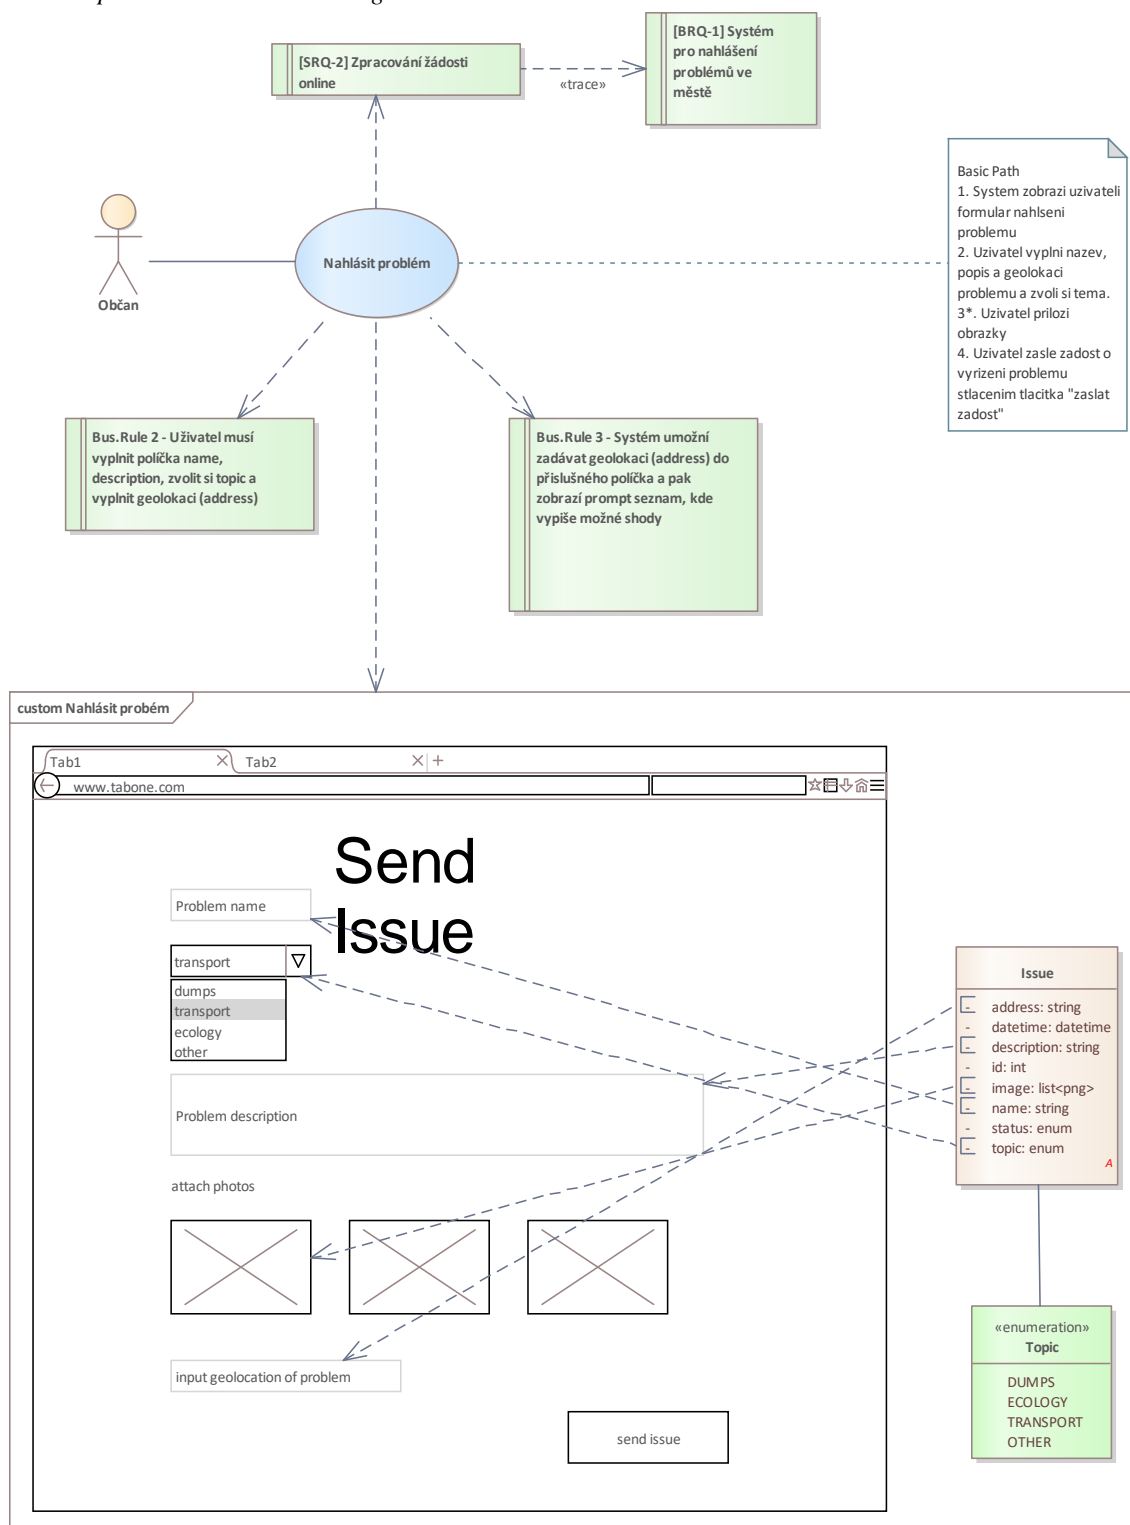 [BRQ-1] Systém
pro nahlášení
problémů ve
městě
[SRQ-2] Zpracování žádosti
online
«trace»
Basic Path
1. System zobrazi uzivateli
formular nahlseni
problemu
2. Uzivatel vyplni nazev,
popis a geolokaci
problemu a zvoli si tema.
3*. Uzivatel prilozi
obrazky
4. Uzivatel zasle zadost o
vyrizeni problemu
stlacenim tlacitka "zaslat
zadost"
Nahlásit problém
Občan
Bus.Rule 2 - Uživatel musí
vyplnit políčka name,
description, zvolit si topic a
vyplnit geolokaci (address)
Bus.Rule 3 - Systém umožní
zadávat geolokaci (address) do
přislušného políčka a pak
zobrazí prompt seznam, kde
vypiše možné shody
custom Nahlásit probém
Tab1
Tab2
www.tabone.com
Send
Issue
Problem name
transport
dumps
transport
ecology
other
Problem description
attach photos
input geolocation of problem
send issue
Issue
- address: string
- datetime: datetime
- description: string
- id: int
- image: list<png>
- name: string
- status: enum
- topic: enum
A
«enumeration»
Topic
DUMPS
ECOLOGY
TRANSPORT
OTHER